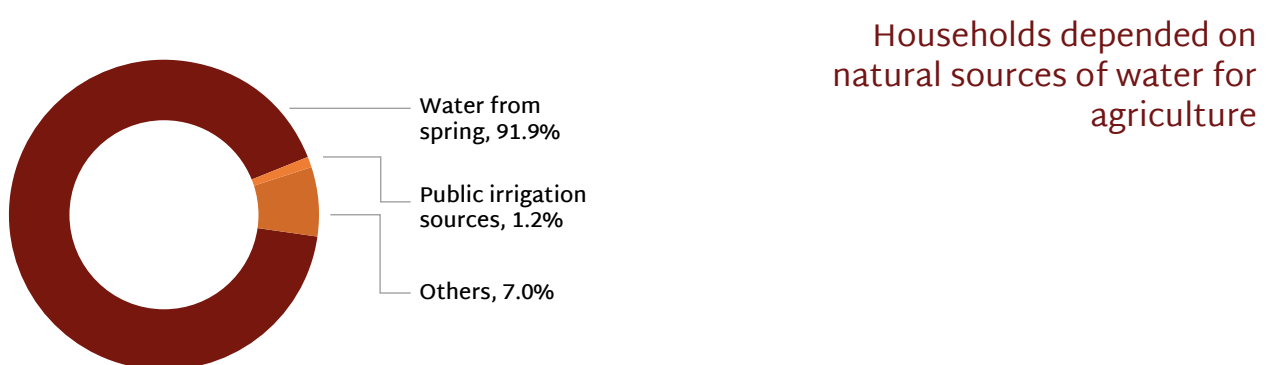 Households depended on
natural sources of water for
agriculture
Water from
spring, 91.9%
Public irrigation
sources, 1.2%
Others, 7.0%